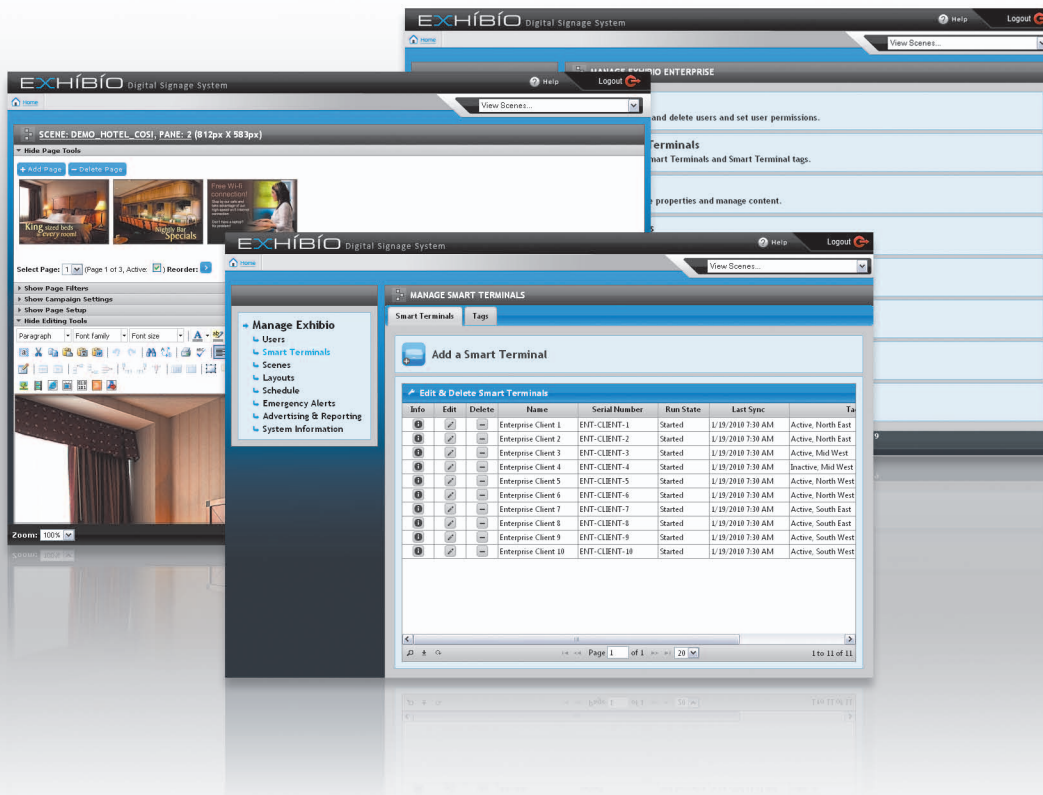 EXHÍBÍO Digital Signage System
Help
Logout
Home
View Scenes...
MANAGE EXHIBIO ENTERPRISE
and delete users and set user permissions.
Terminals
mart Terminals and Smart Terminal tags.
properties and manage content.
EXHÍBÍO Digital Signage System
Help
Logout
Home
View Scenes...
SCENE: DEMO_HOTEL_COSI, PANE: 2 (812px X 583px)
Hide Page Tools
+ Add Page
− Delete Page
King sized beds
every room!
Nightly Bar
Specials
Free Wi-fi
connection!
Select Page: 1 (Page 1 of 3, Active: ) Reorder:
Show Page Filters
Show Campaign Settings
Show Page Setup
Hide Editing Tools
Paragraph Font family Font size
Zoom: 100%
EXHÍBÍO Digital Signage System
Help
Logout
Home
View Scenes...
Manage Exhibio
Users
Smart Terminals
Scenes
Layouts
Schedule
Emergency Alerts
Advertising & Reporting
System Information
MANAGE SMART TERMINALS
Smart Terminals Tags
Add a Smart Terminal
Edit & Delete Smart Terminals
Info Edit Delete Name Serial Number Run State Last Sync Ta
Enterprise Client 1 ENT-CLIENT-1 Started 1/19/2010 7:30 AM Active, North East
Enterprise Client 2 ENT-CLIENT-2 Started 1/19/2010 7:30 AM Active, North East
Enterprise Client 3 ENT-CLIENT-3 Started 1/19/2010 7:30 AM Active, Mid West
Enterprise Client 4 ENT-CLIENT-4 Started 1/19/2010 7:30 AM Inactive, Mid West
Enterprise Client 5 ENT-CLIENT-5 Started 1/19/2010 7:30 AM Active, North West
Enterprise Client 6 ENT-CLIENT-6 Started 1/19/2010 7:30 AM Active, North West
Enterprise Client 7 ENT-CLIENT-7 Started 1/19/2010 7:30 AM Active, South East
Enterprise Client 8 ENT-CLIENT-8 Started 1/19/2010 7:30 AM Active, South East
Enterprise Client 9 ENT-CLIENT-9 Started 1/19/2010 7:30 AM Active, South West
Enterprise Client 10 ENT-CLIENT-10 Started 1/19/2010 7:30 AM Active, South West
Page 1 of 1 20 1 to 11 of 11